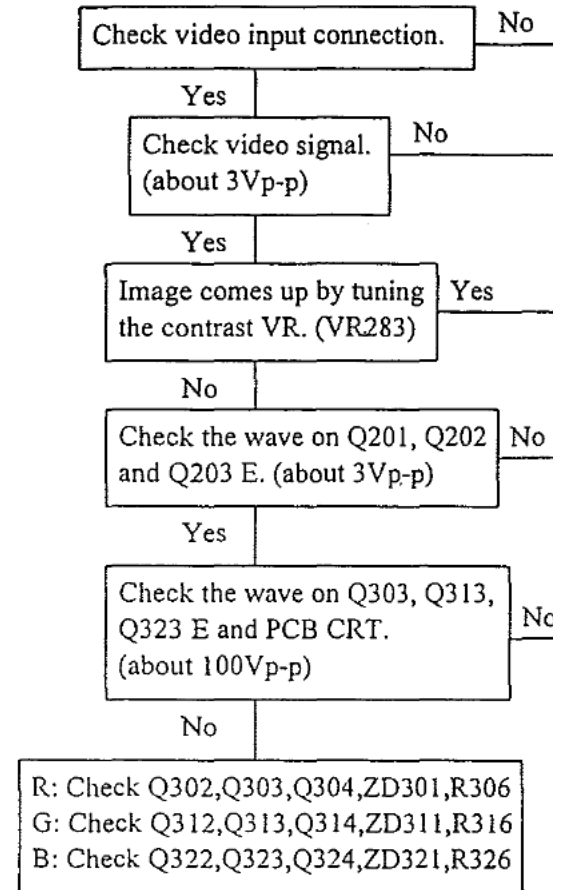 Check video input connection.
No
Yes
Check video signal.
(about 3Vp-p)
No
Yes
Image comes up by tuning
the contrast VR. (VR283)
Yes
No
Check the wave on Q201, Q202
and Q203 E. (about 3Vp-p)
No
Yes
Check the wave on Q303, Q313,
Q323 E and PCB CRT.
(about 100Vp-p)
No
No
R: Check Q302,Q303,Q304,ZD301,R306
G: Check Q312,Q313,Q314,ZD311,R316
B: Check Q322,Q323,Q324,ZD321,R326